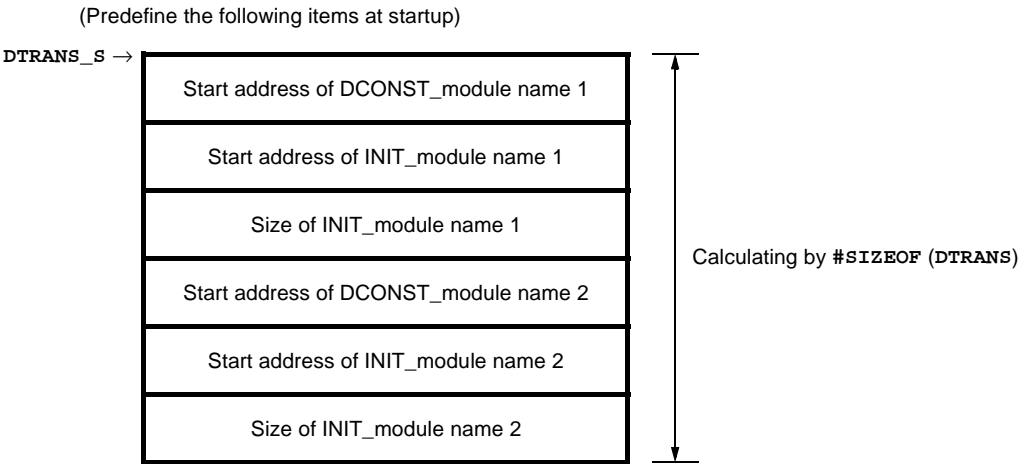 (Predefine the following items at startup)
DTRANS_S →
Start address of DCONST_module name 1
Start address of INIT_module name 1
Size of INIT_module name 1
Start address of DCONST_module name 2
Start address of INIT_module name 2
Size of INIT_module name 2
Calculating by #SIZEOF (DTRANS)